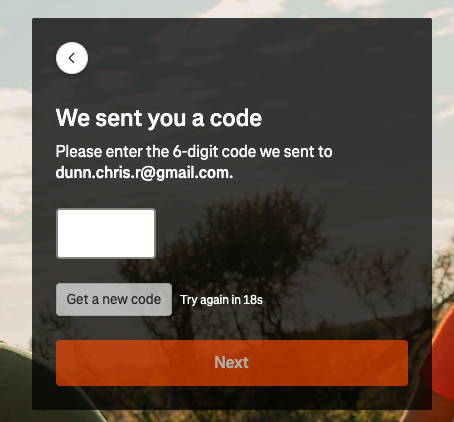 We sent you a code
Please enter the 6-digit code we sent to
dunn.chris.r@gmail.com.
Get a new code Try again in 18s
Next